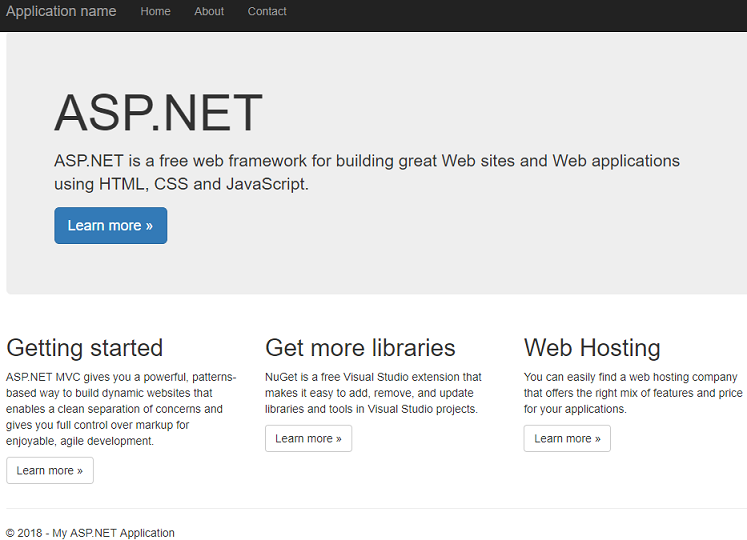 Application name Home About Contact
ASP.NET
ASP.NET is a free web framework for building great Web sites and Web applications
using HTML, CSS and JavaScript.
Learn more »
Getting started
ASP.NET MVC gives you a powerful, patterns-
based way to build dynamic websites that
enables a clean separation of concerns and
gives you full control over markup for
enjoyable, agile development.
Learn more »
Get more libraries
NuGet is a free Visual Studio extension that
makes it easy to add, remove, and update
libraries and tools in Visual Studio projects.
Learn more »
Web Hosting
You can easily find a web hosting company
that offers the right mix of features and price
for your applications.
Learn more »
© 2018 - My ASP.NET Application